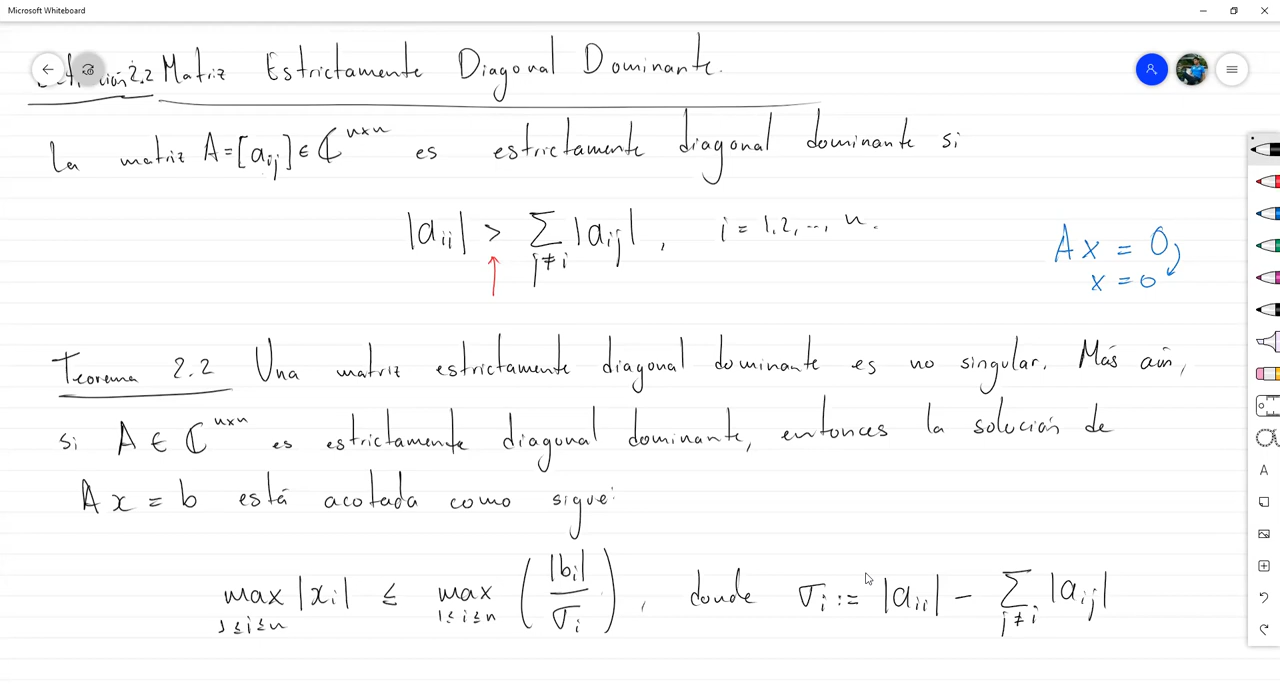 Microsoft Whiteboard
2.2 Matriz Estrictamente Diagonal Dominante.
La matriz A=[aij] ∈ ℂ^{n×n} es estrictamente diagonal dominante si
|aii| > ∑_{j≠i} |aij|, i = 1,2,..., n.
Ax = 0
x = 0
Teorema 2.2 Una matriz estrictamente diagonal dominante es no singular. Más aún,
si A ∈ ℂ^{n×n} es estrictamente diagonal dominante, entonces la solución de
Ax = b está acotada como sigue:
max_{1≤i≤n} |xi| ≤ max_{1≤i≤n} (|bi|/σi), donde σi := |aii| - ∑_{j≠i} |aij|
A